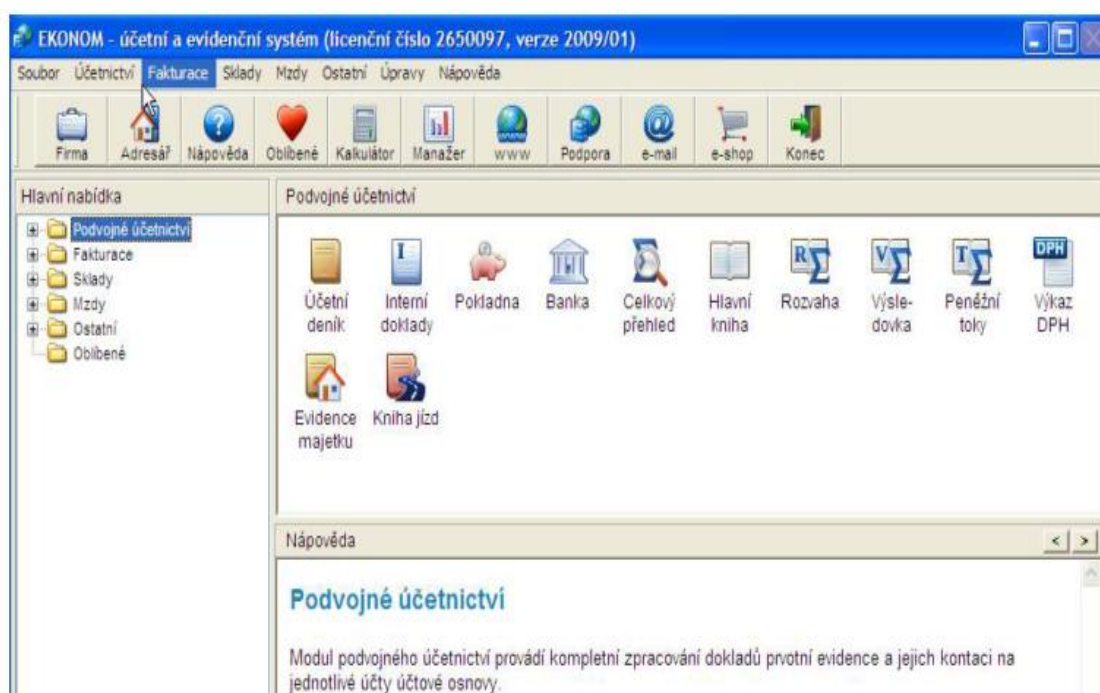 EKONOM - účetní a evidenční systém (licenční číslo 2650097, verze 2009/01)
Soubor Účetnictví Fakturace Sklady Mzdy Ostatní Úpravy Nápověda
Firma Adresář Nápověda Oblíbené Kalkulátor Manažer www Podpora e-mail e-shop Konec
Hlavní nabídka
Podvojné účetnictví
Fakturace
Sklady
Mzdy
Ostatní
Oblíbené
Podvojné účetnictví
Účetní deník
Interní doklady
Pokladna
Banka
Celkový přehled
Hlavní kniha
Rozvaha
Výsle-
dovka
Peněžní toky
DPH
Výkaz DPH
Evidence majetku
Kniha jízd
Nápověda
< >
Podvojné účetnictví
Modul podvojného účetnictví provádí kompletní zpracování dokladů prvotní evidence a jejich kontaci na
jednotlivé účty účtové osnovy.